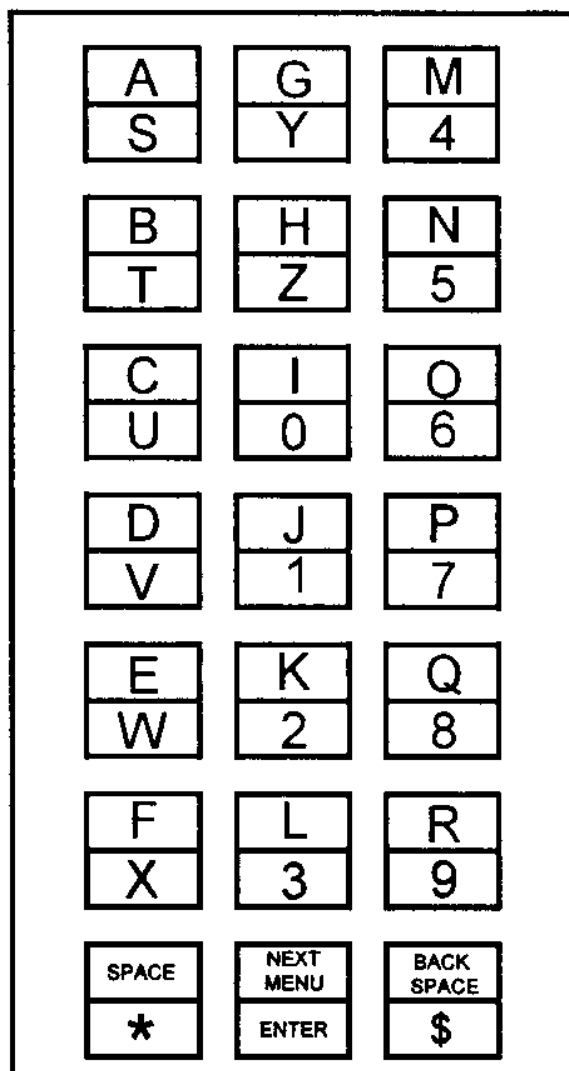 A G M
S Y 4
B H N
T Z 5
C I O
U 0 6
D J P
V 1 7
E K Q
W 2 8
F L R
X 3 9
SPACE NEXT MENU BACK SPACE
* ENTER $